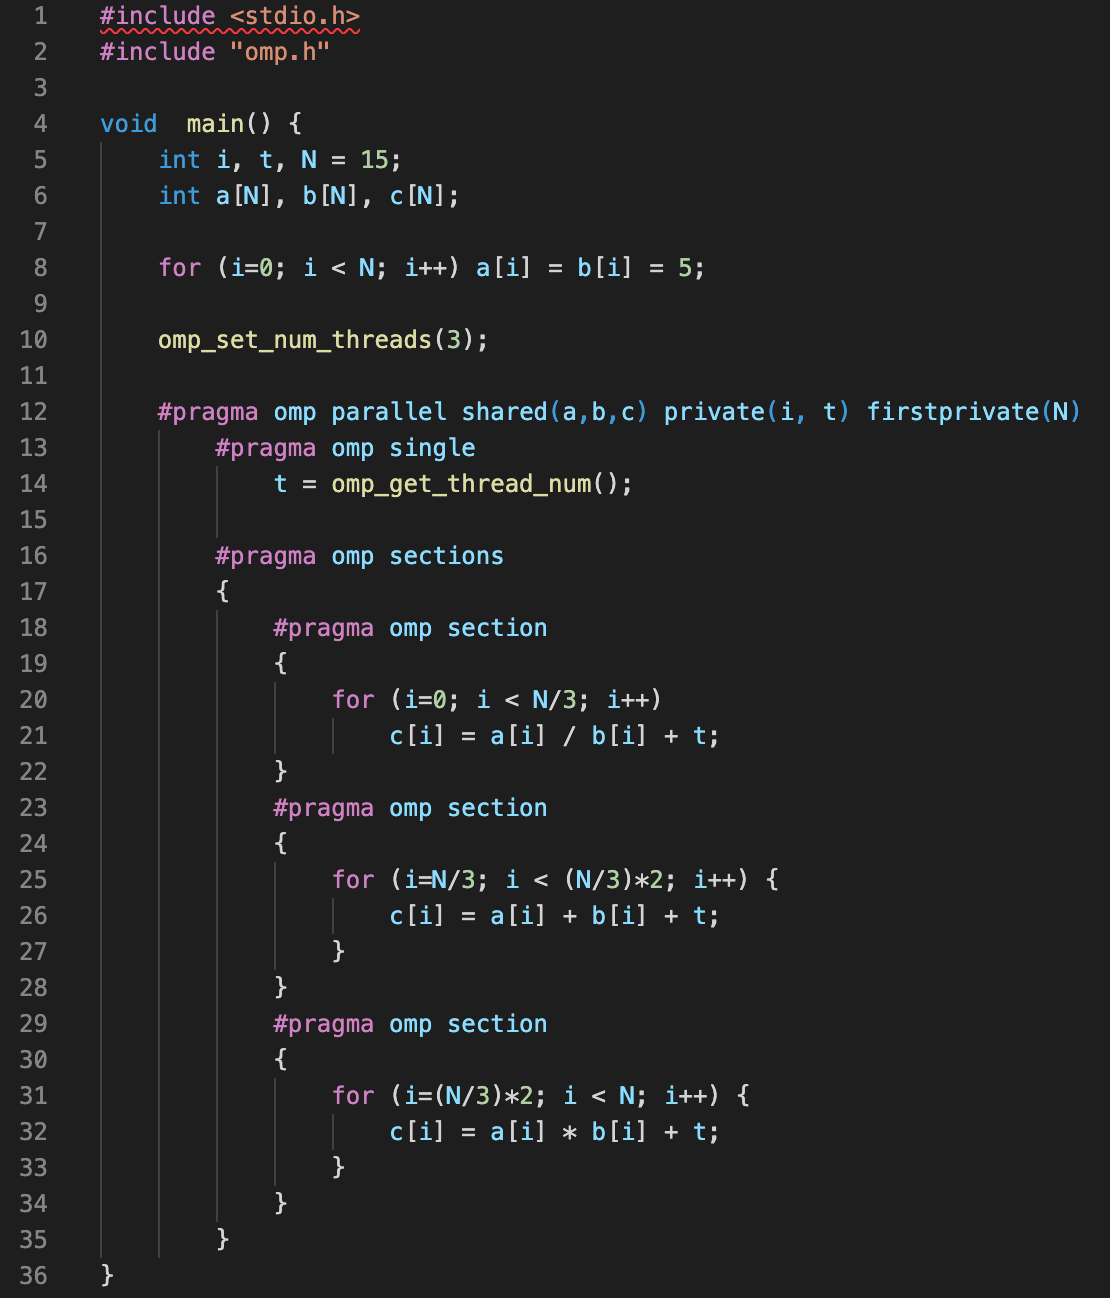 1 #include <stdio.h>
2 #include "omp.h"
3
4 void  main() {
5     int i, t, N = 15;
6     int a[N], b[N], c[N];
7
8     for (i=0; i < N; i++) a[i] = b[i] = 5;
9
10     omp_set_num_threads(3);
11
12     #pragma omp parallel shared(a,b,c) private(i, t) firstprivate(N)
13         #pragma omp single
14             t = omp_get_thread_num();
15
16         #pragma omp sections
17         {
18             #pragma omp section
19             {
20                 for (i=0; i < N/3; i++)
21                     c[i] = a[i] / b[i] + t;
22             }
23             #pragma omp section
24             {
25                 for (i=N/3; i < (N/3)*2; i++) {
26                     c[i] = a[i] + b[i] + t;
27                 }
28             }
29             #pragma omp section
30             {
31                 for (i=(N/3)*2; i < N; i++) {
32                     c[i] = a[i] * b[i] + t;
33                 }
34             }
35         }
36 }